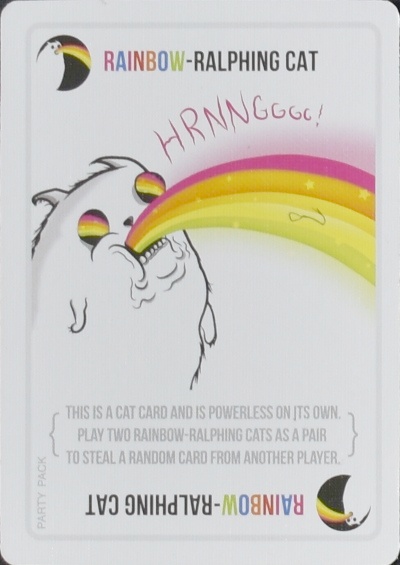 RAINBOW-RALPHING CAT
HRNNGGGG!
THIS IS A CAT CARD AND IS POWERLESS ON ITS OWN.
PLAY TWO RAINBOW-RALPHING CATS AS A PAIR
TO STEAL A RANDOM CARD FROM ANOTHER PLAYER.
PARTY PACK
RAINBOW-RALPHING CAT